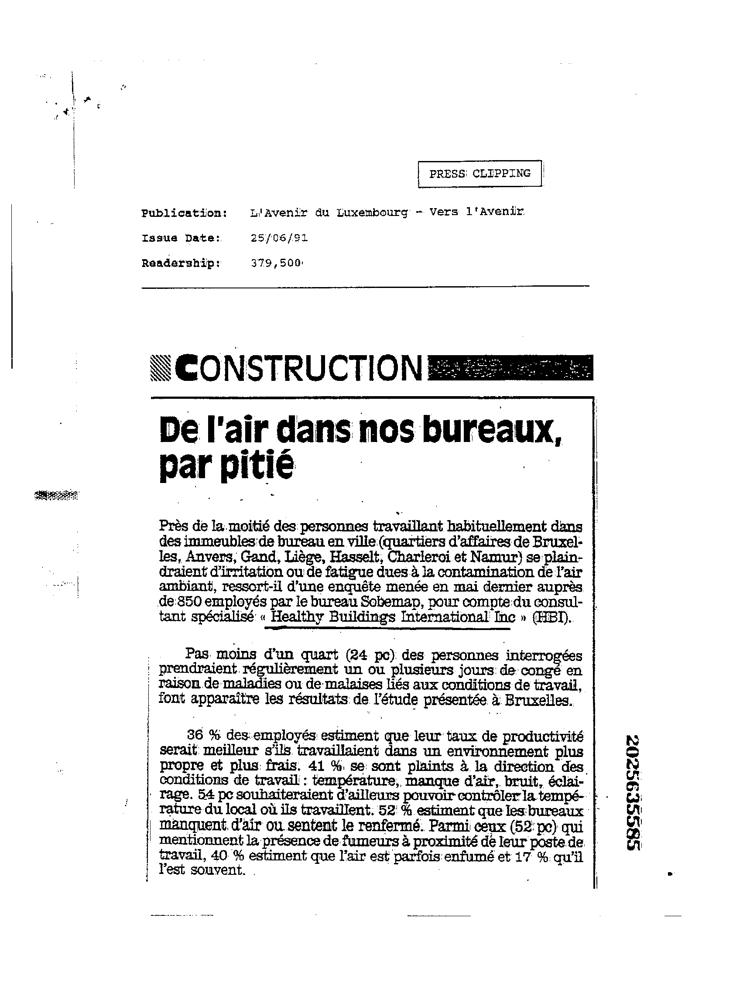 PRESS CLIPPING
Publication: L'Avenir du Luxembourg - Vers l'Avenir
Issue Date: 25/06/91
Readership: 379,500
CONSTRUCTION
De l'air dans nos bureaux,
par pitié
Près de la moitié des personnes travaillant habituellement dans
des immeubles de bureau en ville (quartiers d'affaires de Bruxel-
les, Anvers, Gand, Liège, Hasselt, Charleroi et Namur) se plain-
draient d'irritation ou de fatigue dues à la contamination de l'air
ambiant, ressort-il d'une enquête menée en mai dernier auprès
de 850 employés par le bureau Sobemap, pour compte du consul-
tant spécialisé « Healthy Buildings International Inc » (HBI).
Pas moins d'un quart (24 pc) des personnes interrogées
prendraient régulièrement un ou plusieurs jours de congé en
raison de maladies ou de malaises liés aux conditions de travail,
font apparaître les résultats de l'étude présentée à Bruxelles.
36 % des employés estiment que leur taux de productivité
serait meilleur s'ils travaillaient dans un environnement plus
propre et plus frais. 41 % se sont plaints à la direction des
conditions de travail : température, manque d'air, bruit, éclai-
rage. 54 pc souhaiteraient d'ailleurs pouvoir contrôler la tempé-
rature du local où ils travaillent. 52 % estiment que les bureaux
manquent d'air ou sentent le renfermé. Parmi ceux (52 pc) qui
mentionnent la présence de fumeurs à proximité de leur poste de
travail, 40 % estiment que l'air est parfois enfumé et 17 % qu'il
l'est souvent.
2025635585